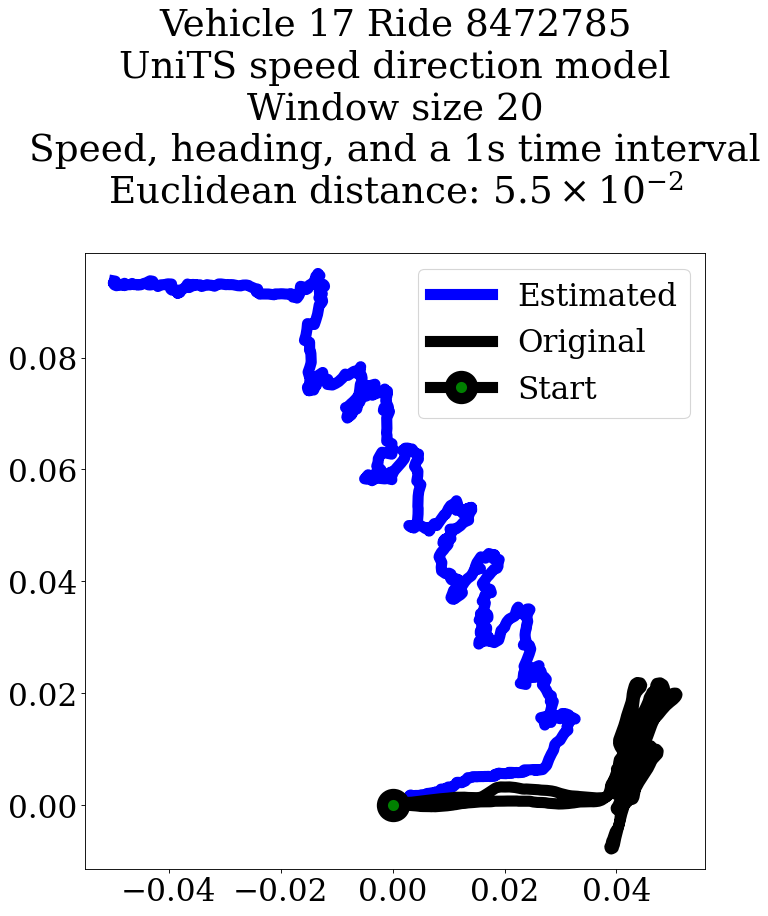 Vehicle 17 Ride 8472785
UniTS speed direction model
Window size 20
Speed, heading, and a 1s time interval
Euclidean distance: 5.5 × 10⁻²
Estimated
Original
Start
0.08
0.06
0.04
0.02
0.00
−0.04 −0.02 0.00 0.02 0.04